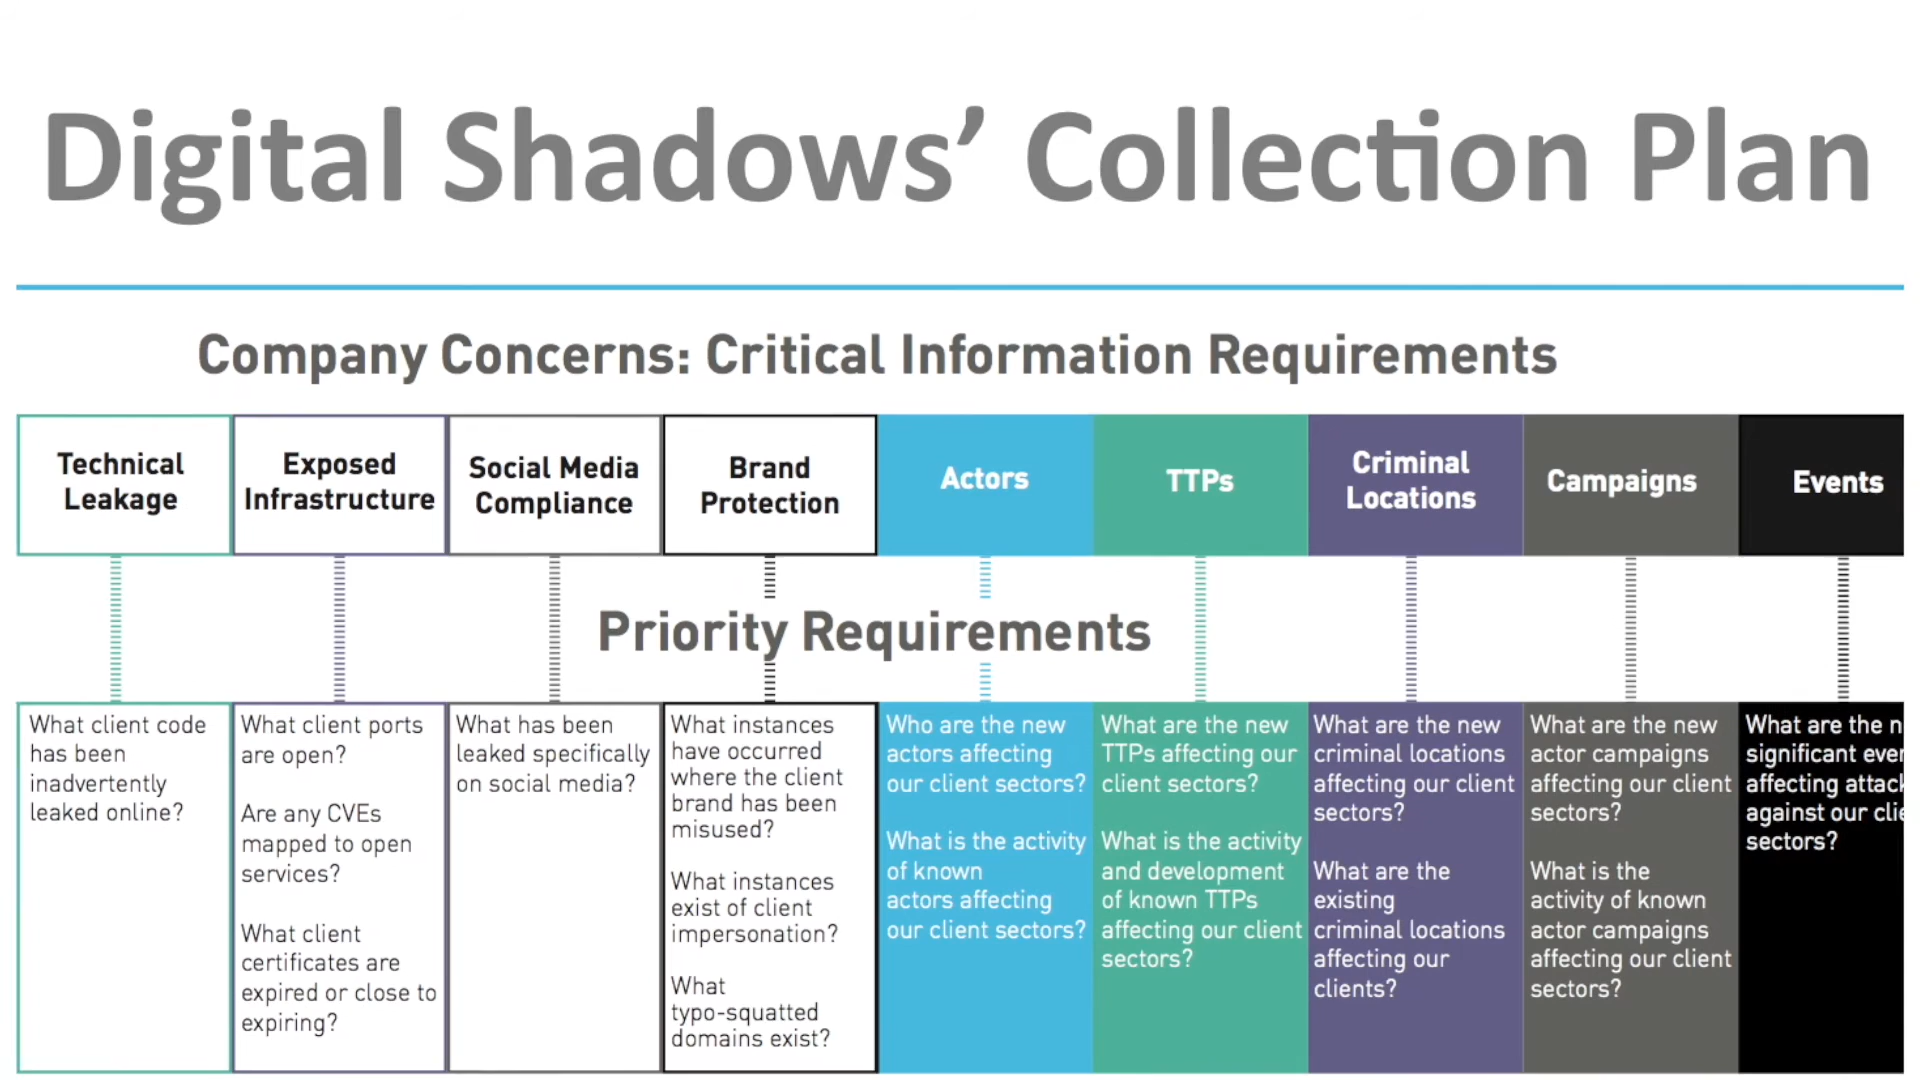 Digital Shadows’ Collection Plan
Company Concerns: Critical Information Requirements
Technical
Leakage
Exposed
Infrastructure
Social Media
Compliance
Brand
Protection
Actors
TTPs
Criminal
Locations
Campaigns
Events
Priority Requirements
What client code
has been
inadvertently
leaked online?
What client ports
are open?
Are any CVEs
mapped to open
services?
What client
certificates are
expired or close to
expiring?
What has been
leaked specifically
on social media?
What instances
have occurred
where the client
brand has been
misused?
What instances
exist of client
impersonation?
What
typo-squatted
domains exist?
Who are the new
actors affecting
our client sectors?
What is the activity
of known
actors affecting
our client sectors?
What are the new
TTPs affecting our
client sectors?
What is the activity
and development
of known TTPs
affecting our client
sectors?
What are the new
criminal locations
affecting our client
sectors?
What are the
existing
criminal locations
affecting our
clients?
What are the new
actor campaigns
affecting our client
sectors?
What is the
activity of known
actor campaigns
affecting our client
sectors?
What are the
significant
affecting
against our
sectors?